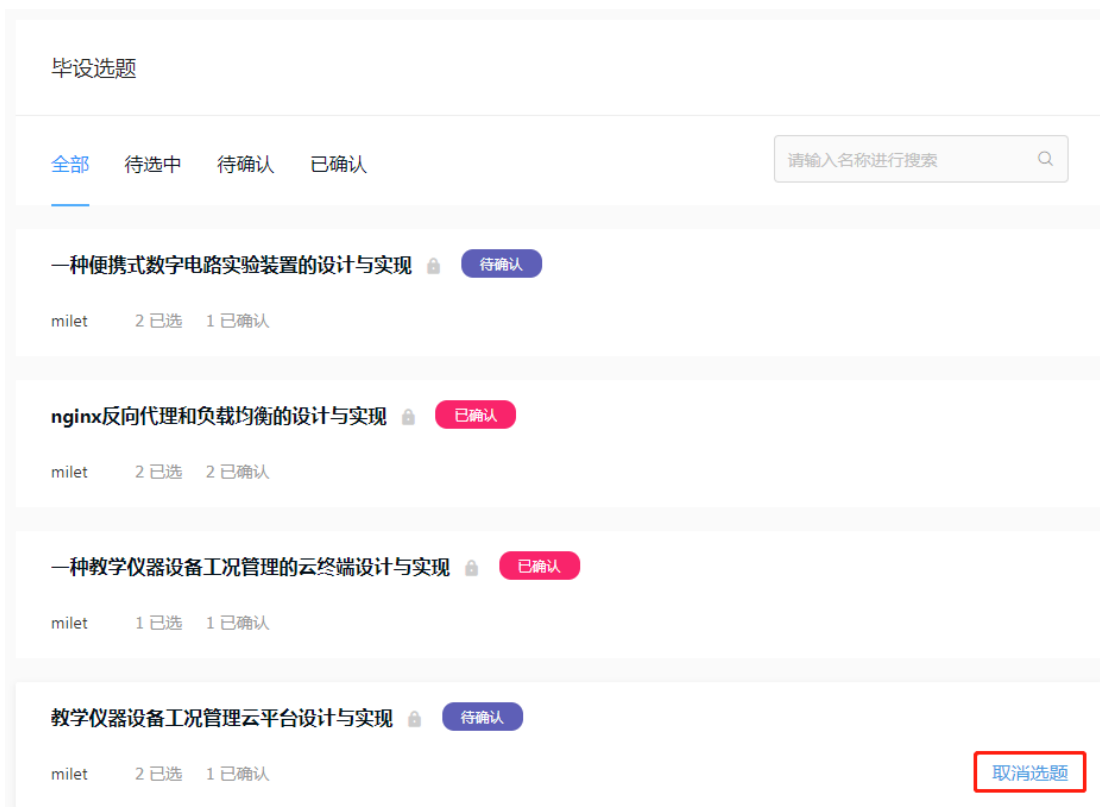 毕设选题
全部 待选中 待确认 已确认 请输入名称进行搜索
一种便携式数字电路实验装置的设计与实现 待确认
milet 2 已选 1 已确认
nginx反向代理和负载均衡的设计与实现 已确认
milet 2 已选 2 已确认
一种教学仪器设备工况管理的云终端设计与实现 已确认
milet 1 已选 1 已确认
教学仪器设备工况管理云平台设计与实现 待确认
milet 2 已选 1 已确认 取消选题